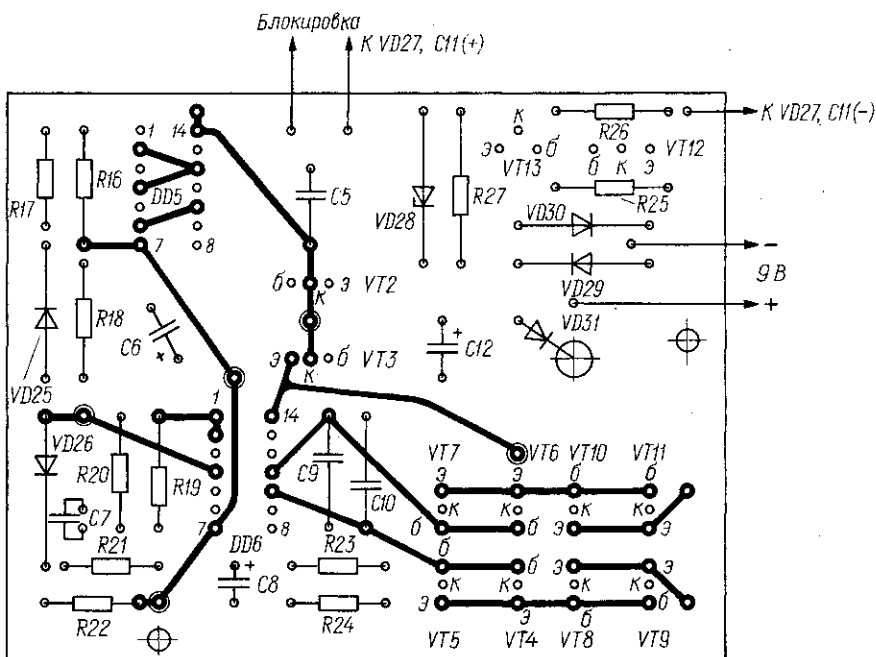 Блокировка
К VD27, C11(+)
К VD27, C11(−)
R26
к
э б б к э
VT13 VT12
1 14
R17 R16 DD5 C5
VD28 R27 R25
VD30
7 8
−
9 В
+
б э VT2
к
VD29
R18 C6 +
э б VT3
к
C12 +
VD31
VD25
1 14
VD26
R20 R19
C9 C10
VT7 VT6 VT10 VT11
э э б б
к к к к
C7
7 8
б б э э
DD6
R21 C8 + R23
б б э э
к к к к
R22 R24
э э б б
VT5 VT4 VT8 VT9